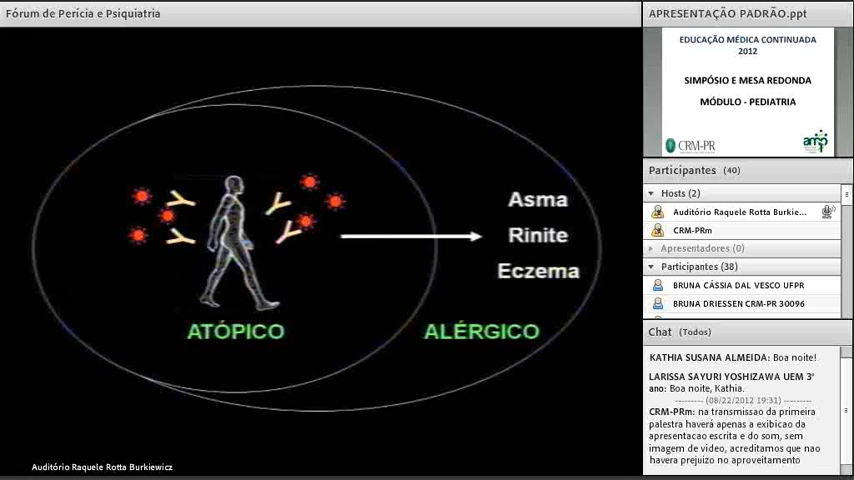 Fórum de Perícia e Psiquiatria
Asma
Rinite
Eczema
ATÓPICO
ALÉRGICO
Auditório Raquele Rotta Burkiewicz
APRESENTAÇÃO PADRÃO.ppt
EDUCAÇÃO MÉDICA CONTINUADA
2012
SIMPÓSIO E MESA REDONDA
MÓDULO - PEDIATRIA
CRM-PR
amp
Participantes (40)
Hosts (2)
Auditório Raquele Rotta Burkie...
CRM-PRm
Apresentadores (0)
Participantes (38)
BRUNA CÁSSIA DAL VESCO UFPR
BRUNA DRIESSEN CRM-PR 30096
Chat (Todos)
KATHIA SUSANA ALMEIDA: Boa noite!
LARISSA SAYURI YOSHIZAWA UEM 3°
ano: Boa noite, Kathia.
---------- (08/22/2012 19:31) ----------
CRM-PRm: na transmissao da primeira
palestra haverá apenas a exibicao da
apresentacao escrita e do som, sem
imagem de video, acreditamos que nao
havera prejuizo no aproveitamento